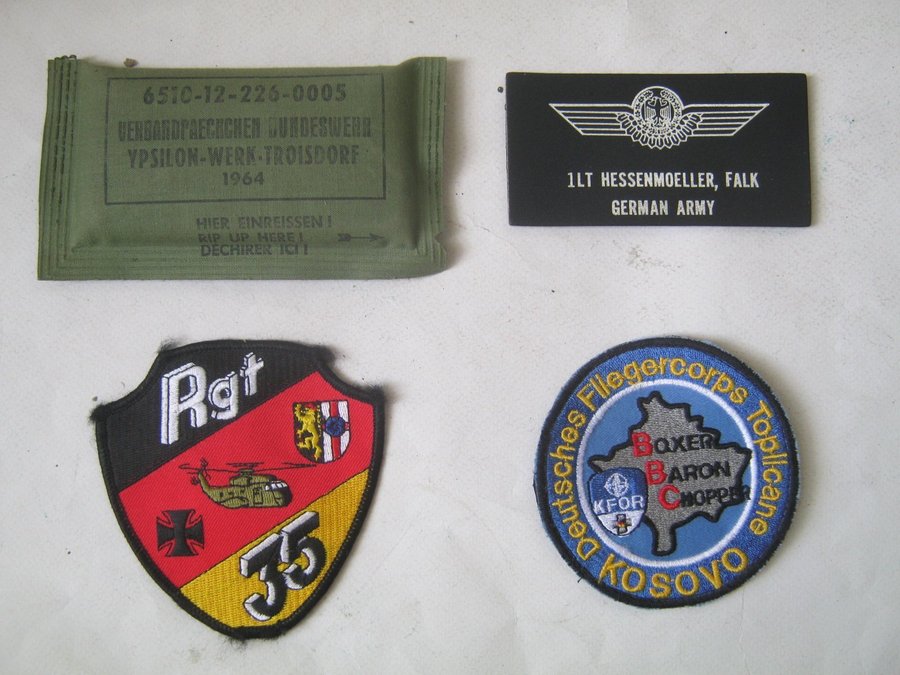 6510-12-226-0005
VERBANDPAECKCHEN BUNDESWEHR
YPSILON-WERK-TROISDORF
1964
HIER EINREISSEN!
RIP UP HERE!
DECHIRER ICI!
1LT HESSENMOELLER, FALK
GERMAN ARMY
Rgt
35
Deutsches Fliegercorps Toplicane
BOXER
BARON
CHOPPER
KFOR
KOSOVO